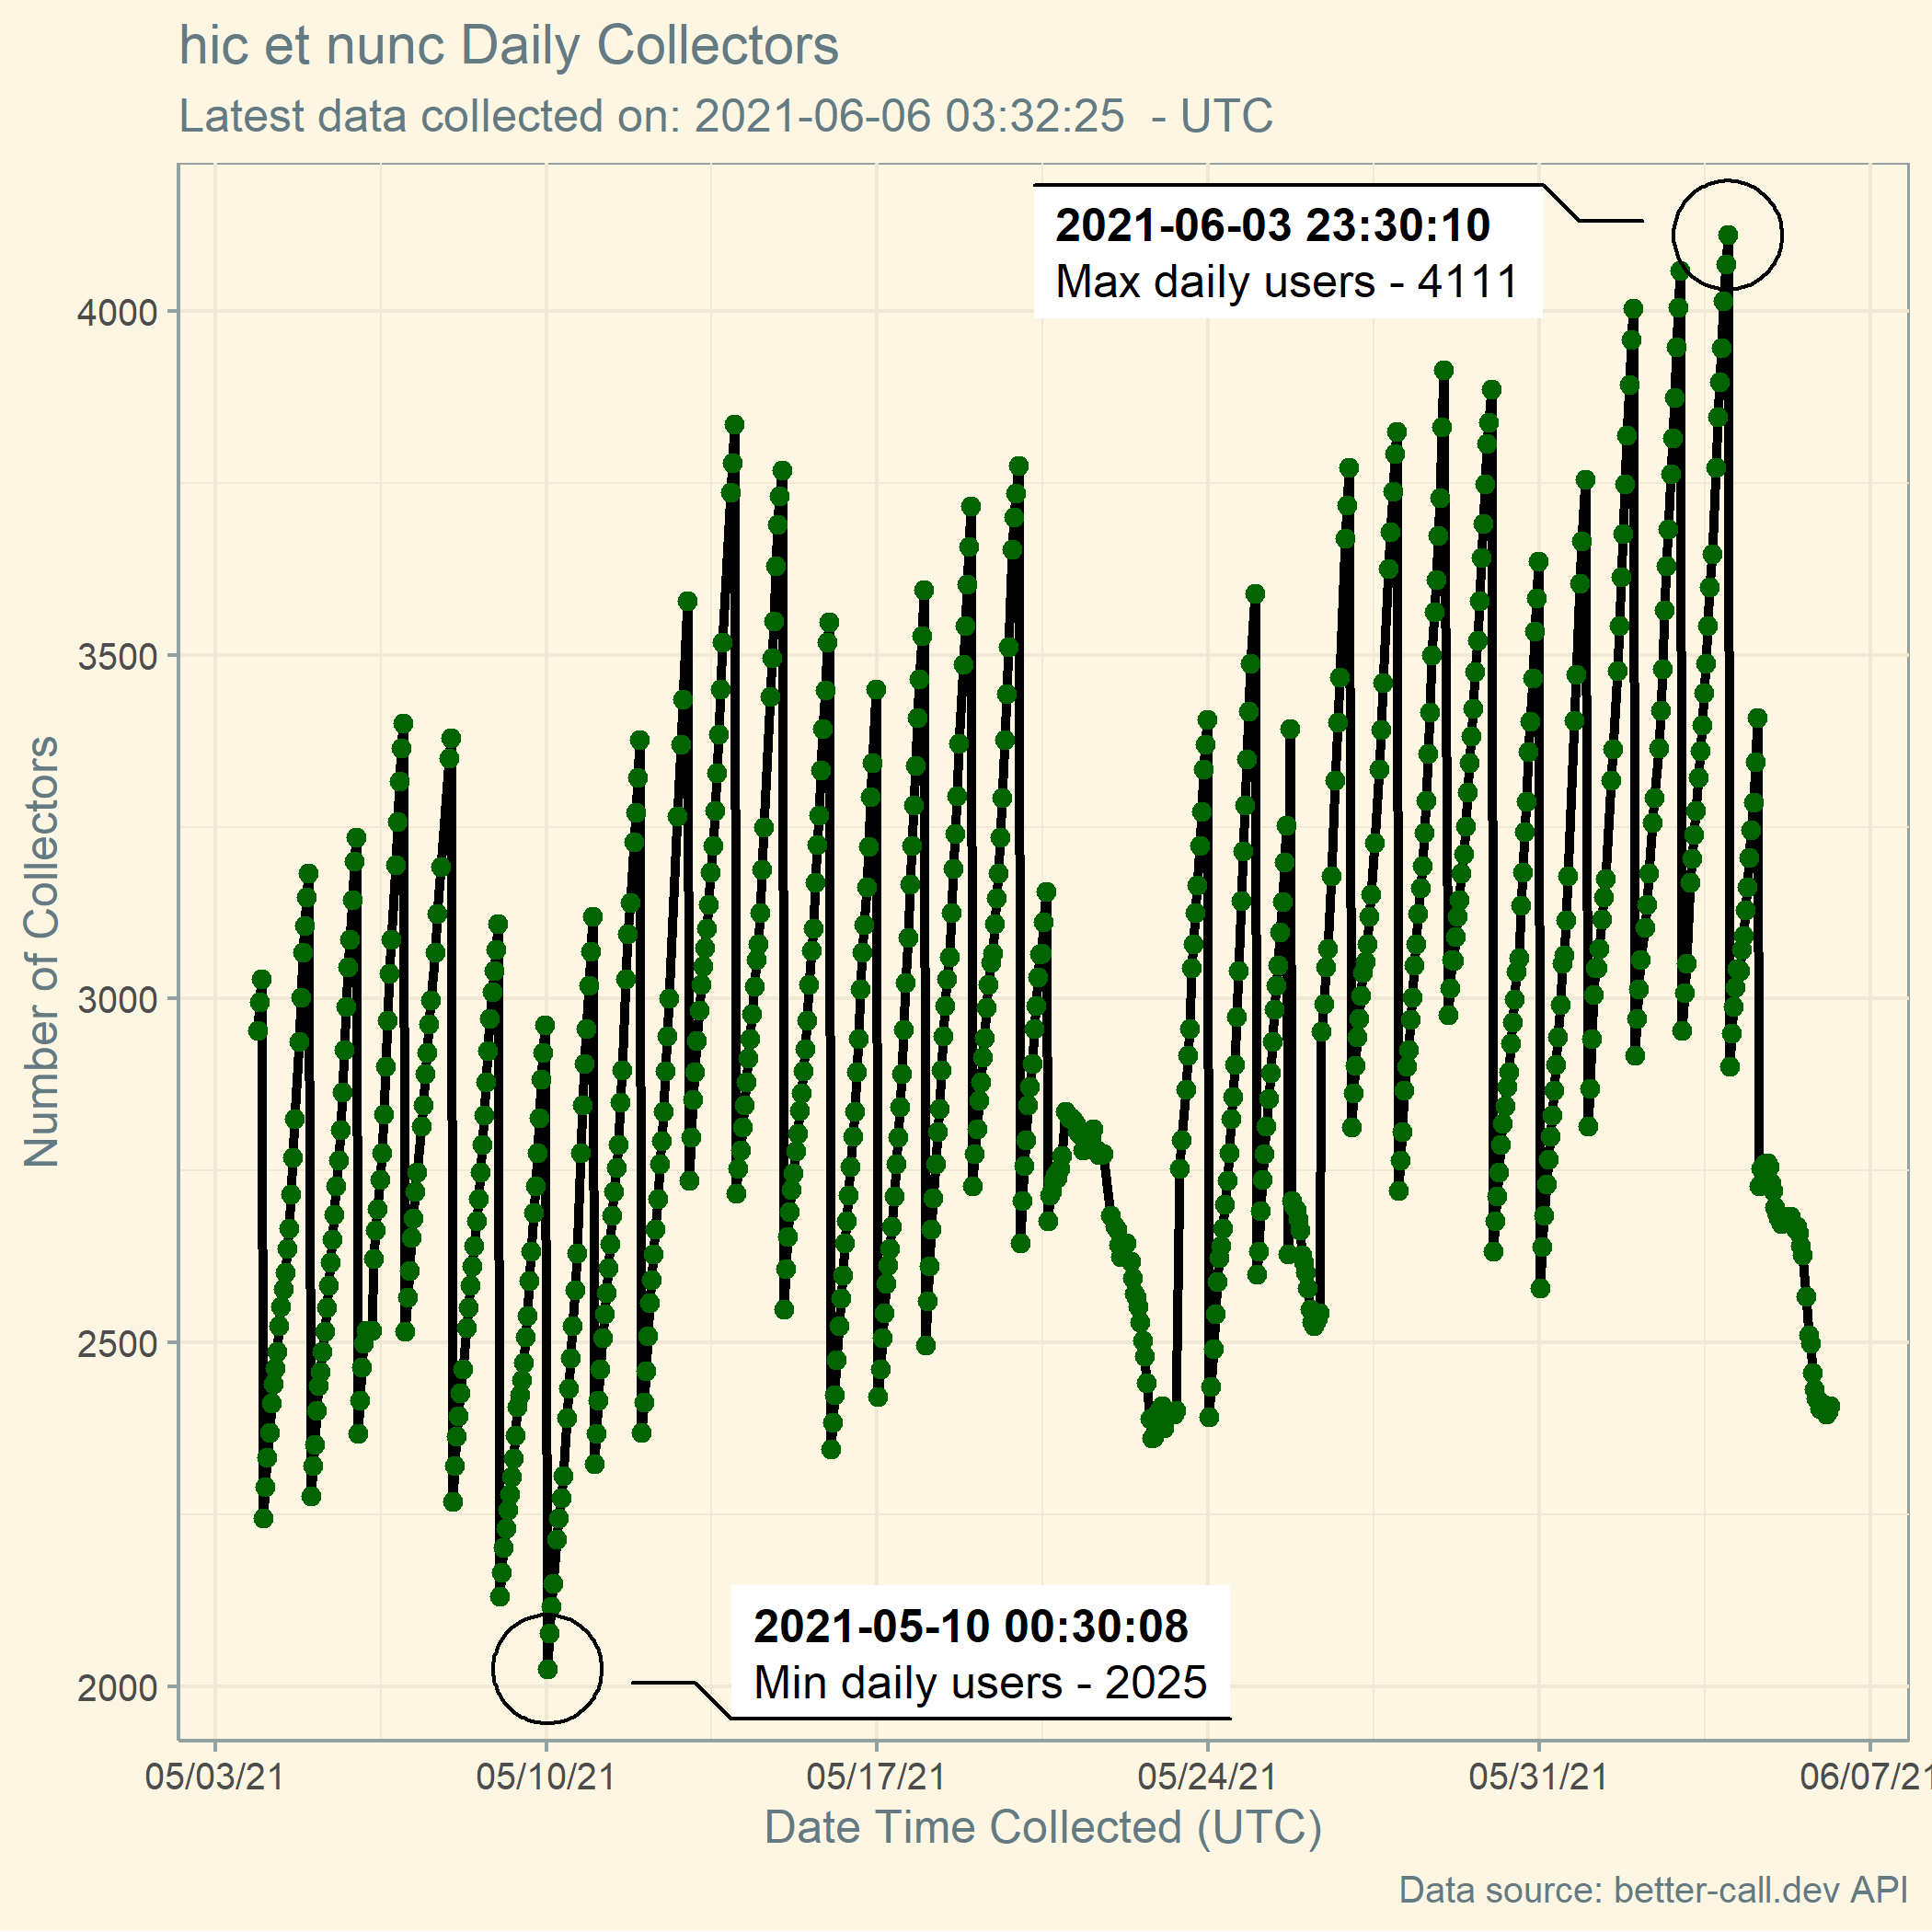 hic et nunc Daily Collectors
Latest data collected on: 2021-06-06 03:32:25  - UTC
2021-06-03 23:30:10
Max daily users - 4111
4000
3500
3000
2500
2000
Number of Collectors
2021-05-10 00:30:08
Min daily users - 2025
05/03/21 05/10/21 05/17/21 05/24/21 05/31/21 06/07/21
Date Time Collected (UTC)
Data source: better-call.dev API